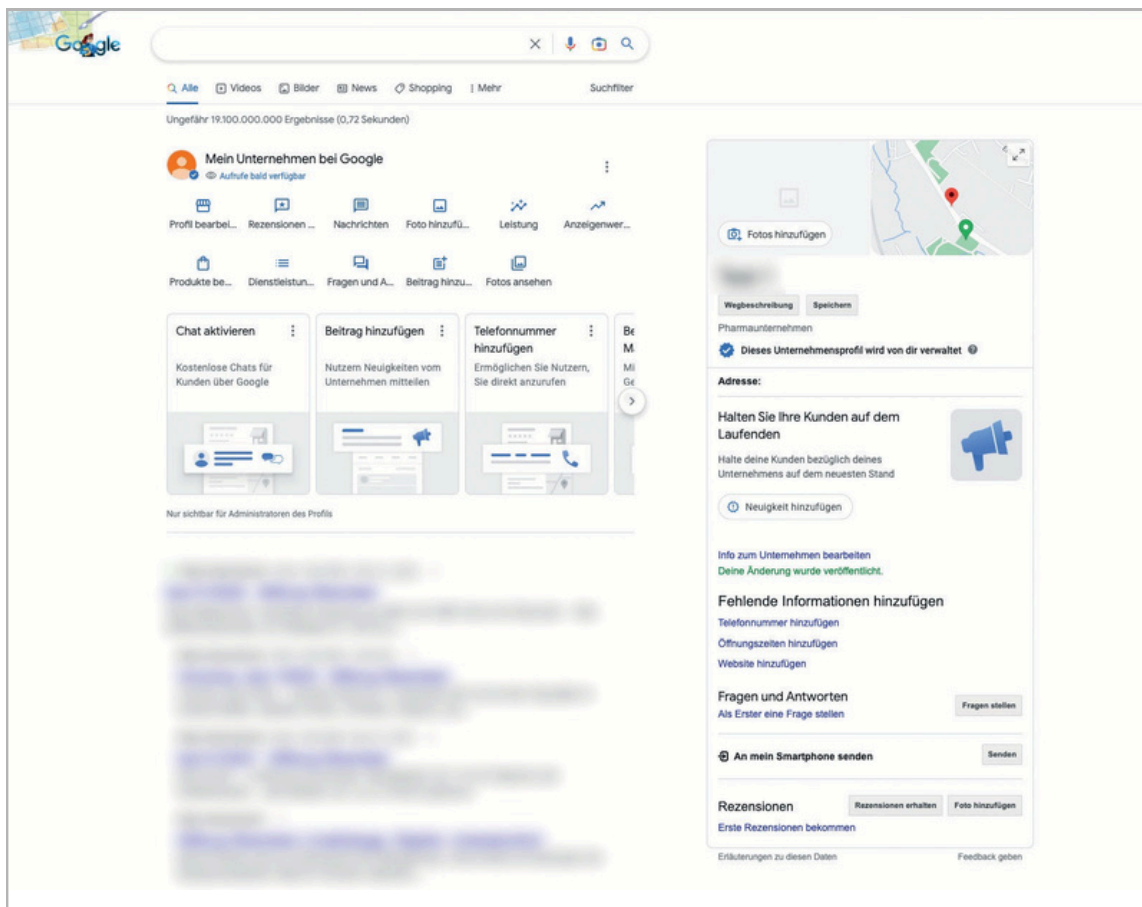 Google
Alle Videos Bilder News Shopping Mehr Suchfilter
Ungefähr 19.100.000.000 Ergebnisse (0,72 Sekunden)
Mein Unternehmen bei Google
Aufrufe bald verfügbar
Profil bearbei... Rezensionen ... Nachrichten Foto hinzufü... Leistung Anzeigenwer...
Produkte be... Dienstleistun... Fragen und A... Beitrag hinzu... Fotos ansehen
Chat aktivieren
Kostenlose Chats für
Kunden über Google
Beitrag hinzufügen
Nutzern Neuigkeiten vom
Unternehmen mitteilen
Telefonnummer
hinzufügen
Ermöglichen Sie Nutzern,
Sie direkt anzurufen
Be
M
Mi
Ge
Nur sichtbar für Administratoren des Profils
Fotos hinzufügen
Wegbeschreibung Speichern
Pharmaunternehmen
Dieses Unternehmensprofil wird von dir verwaltet
Adresse:
Halten Sie Ihre Kunden auf dem
Laufenden
Halte deine Kunden bezüglich deines
Unternehmens auf dem neuesten Stand
Neuigkeit hinzufügen
Info zum Unternehmen bearbeiten
Deine Änderung wurde veröffentlicht.
Fehlende Informationen hinzufügen
Telefonnummer hinzufügen
Öffnungszeiten hinzufügen
Website hinzufügen
Fragen und Antworten
Als Erster eine Frage stellen
Fragen stellen
An mein Smartphone senden
Senden
Rezensionen
Rezensionen erhalten Foto hinzufügen
Erste Rezensionen bekommen
Erläuterungen zu diesen Daten Feedback geben